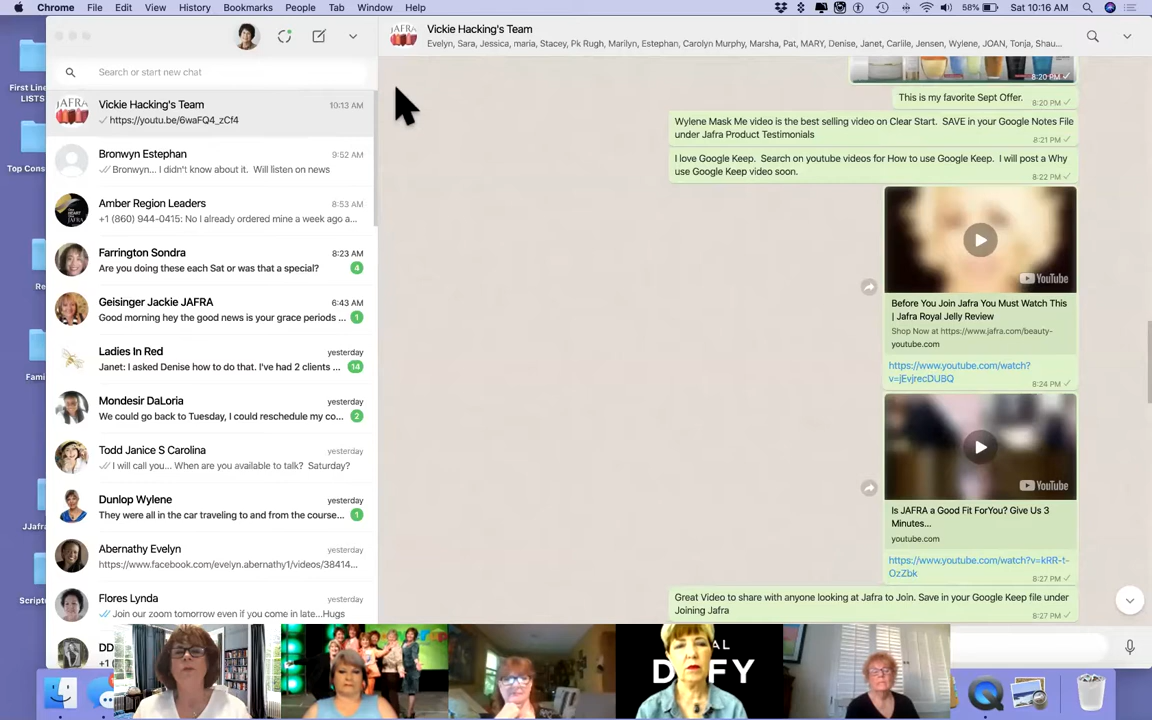 Chrome File Edit View History Bookmarks People Tab Window Help 58% Sat 10:16 AM
First Line
LISTS
Top Cons
Re
Fami
JJafra
Scripts
Search or start new chat
Vickie Hacking's Team 10:13 AM
https://youtu.be/6waFQ4_zCf4
Bronwyn Estephan 9:52 AM
Bronwyn... I didn't know about it. Will listen on news
Amber Region Leaders 8:53 AM
+1 (860) 944-0415: No I already ordered mine a week ago a...
Farrington Sondra 8:23 AM
Are you doing these each Sat or was that a special? 4
Geisinger Jackie JAFRA 6:43 AM
Good morning hey the good news is your grace periods ... 1
Ladies In Red yesterday
Janet: I asked Denise how to do that. I've had 2 clients ... 14
Mondesir DaLoria yesterday
We could go back to Tuesday, I could reschedule my co... 2
Todd Janice S Carolina yesterday
I will call you... When are you available to talk? Saturday?
Dunlop Wylene yesterday
They were all in the car traveling to and from the course... 1
Abernathy Evelyn yesterday
https://www.facebook.com/evelyn.abernathy1/videos/38414...
Flores Lynda yesterday
Join our zoom tomorrow even if you come in late...Hugs
DD
+1
JAFRA
Vickie Hacking's Team
Evelyn, Sara, Jessica, maria, Stacey, Pk Rugh, Marilyn, Estephan, Carolyn Murphy, Marsha, Pat, MARY, Denise, Janet, Carlile, Jensen, Wylene, JOAN, Tonja, Shau...
8:20 PM
This is my favorite Sept Offer. 8:20 PM
Wylene Mask Me video is the best selling video on Clear Start. SAVE in your Google Notes File
under Jafra Product Testimonials 8:21 PM
I love Google Keep. Search on youtube videos for How to use Google Keep. I will post a Why
use Google Keep video soon. 8:22 PM
YouTube
Before You Join Jafra You Must Watch This
| Jafra Royal Jelly Review
Shop Now at https://www.jafra.com/beauty-
youtube.com
https://www.youtube.com/watch?
v=jEvjrecDUBQ 8:24 PM
YouTube
Is JAFRA a Good Fit ForYou? Give Us 3
Minutes...
youtube.com
https://www.youtube.com/watch?v=kRR-t-
OzZbk 8:27 PM
Great Video to share with anyone looking at Jafra to Join. Save in your Google Keep file under
Joining Jafra 8:27 PM